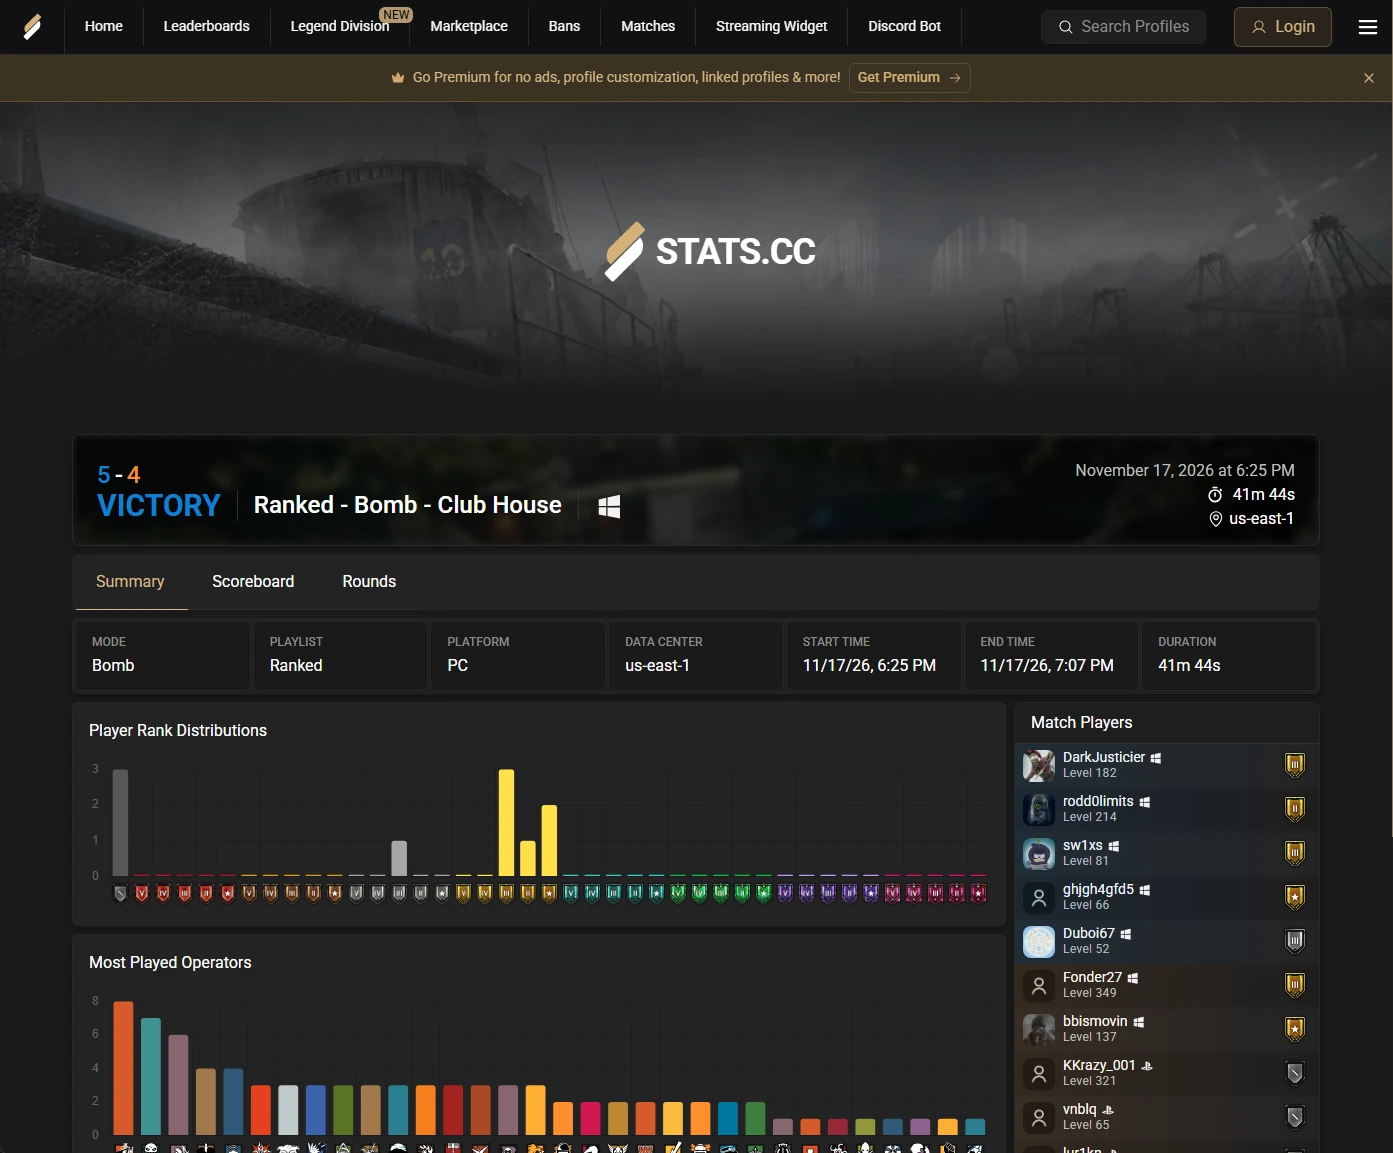 Home
Leaderboards
Legend Division
NEW
Marketplace
Bans
Matches
Streaming Widget
Discord Bot
Search Profiles
Login
Go Premium for no ads, profile customization, linked profiles & more!
Get Premium
STATS.CC
5 - 4
VICTORY
Ranked - Bomb - Club House
November 17, 2026 at 6:25 PM
41m 44s
us-east-1
Summary
Scoreboard
Rounds
MODE
Bomb
PLAYLIST
Ranked
PLATFORM
PC
DATA CENTER
us-east-1
START TIME
11/17/26, 6:25 PM
END TIME
11/17/26, 7:07 PM
DURATION
41m 44s
Player Rank Distributions
3
2
1
0
Most Played Operators
8
6
4
2
0
Match Players
DarkJusticier
Level 182
rodd0limits
Level 214
sw1xs
Level 81
ghjgh4gfd5
Level 66
Duboi67
Level 52
Fonder27
Level 349
bbismovin
Level 137
KKrazy_001
Level 321
vnblq
Level 65